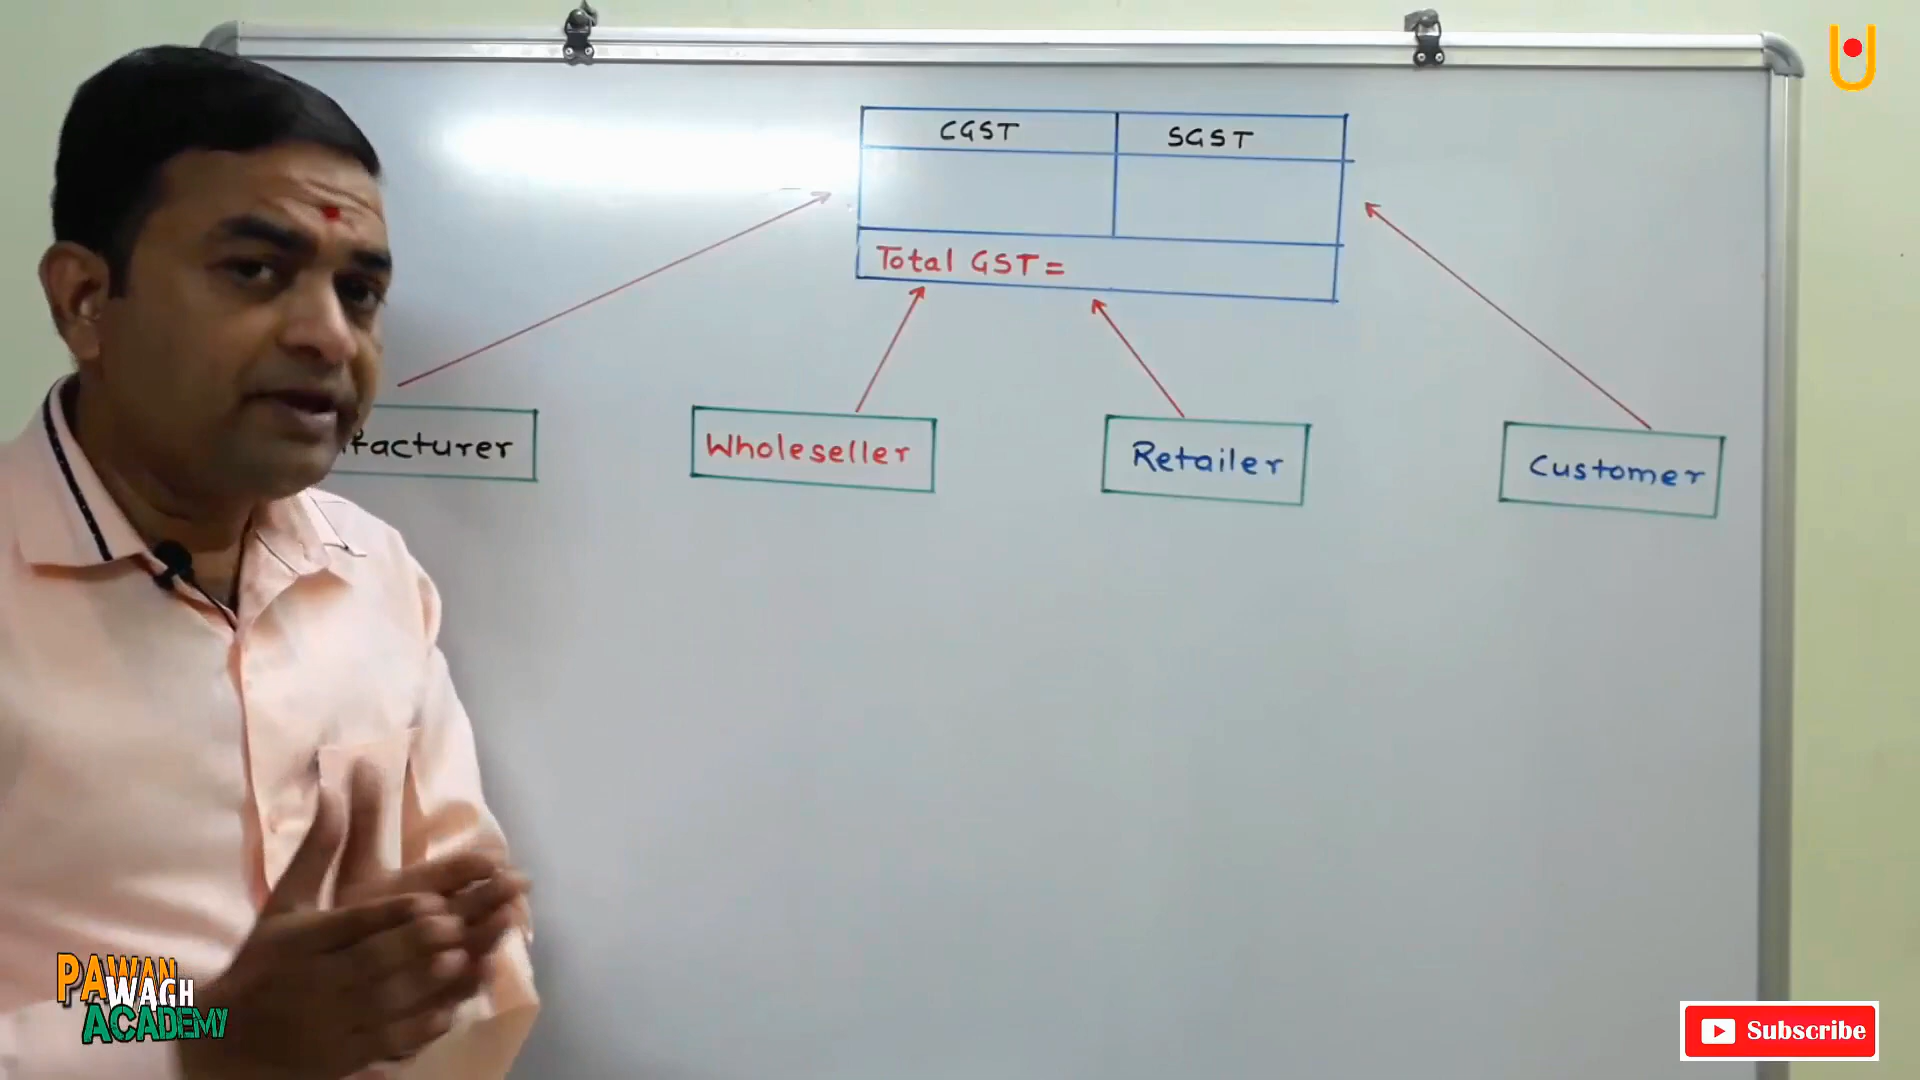 CGST SGST
Total GST =
facturer Wholeseller Retailer Customer
PAWAN
WAGH
ACADEMY
Subscribe